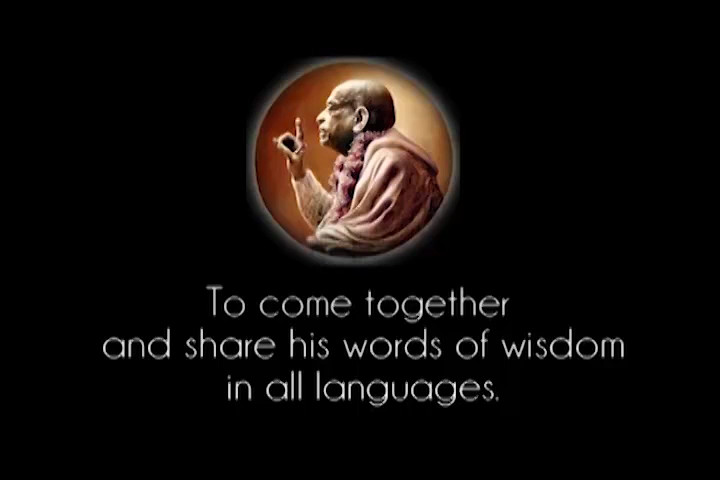 To come together
and share his words of wisdom
in all languages.